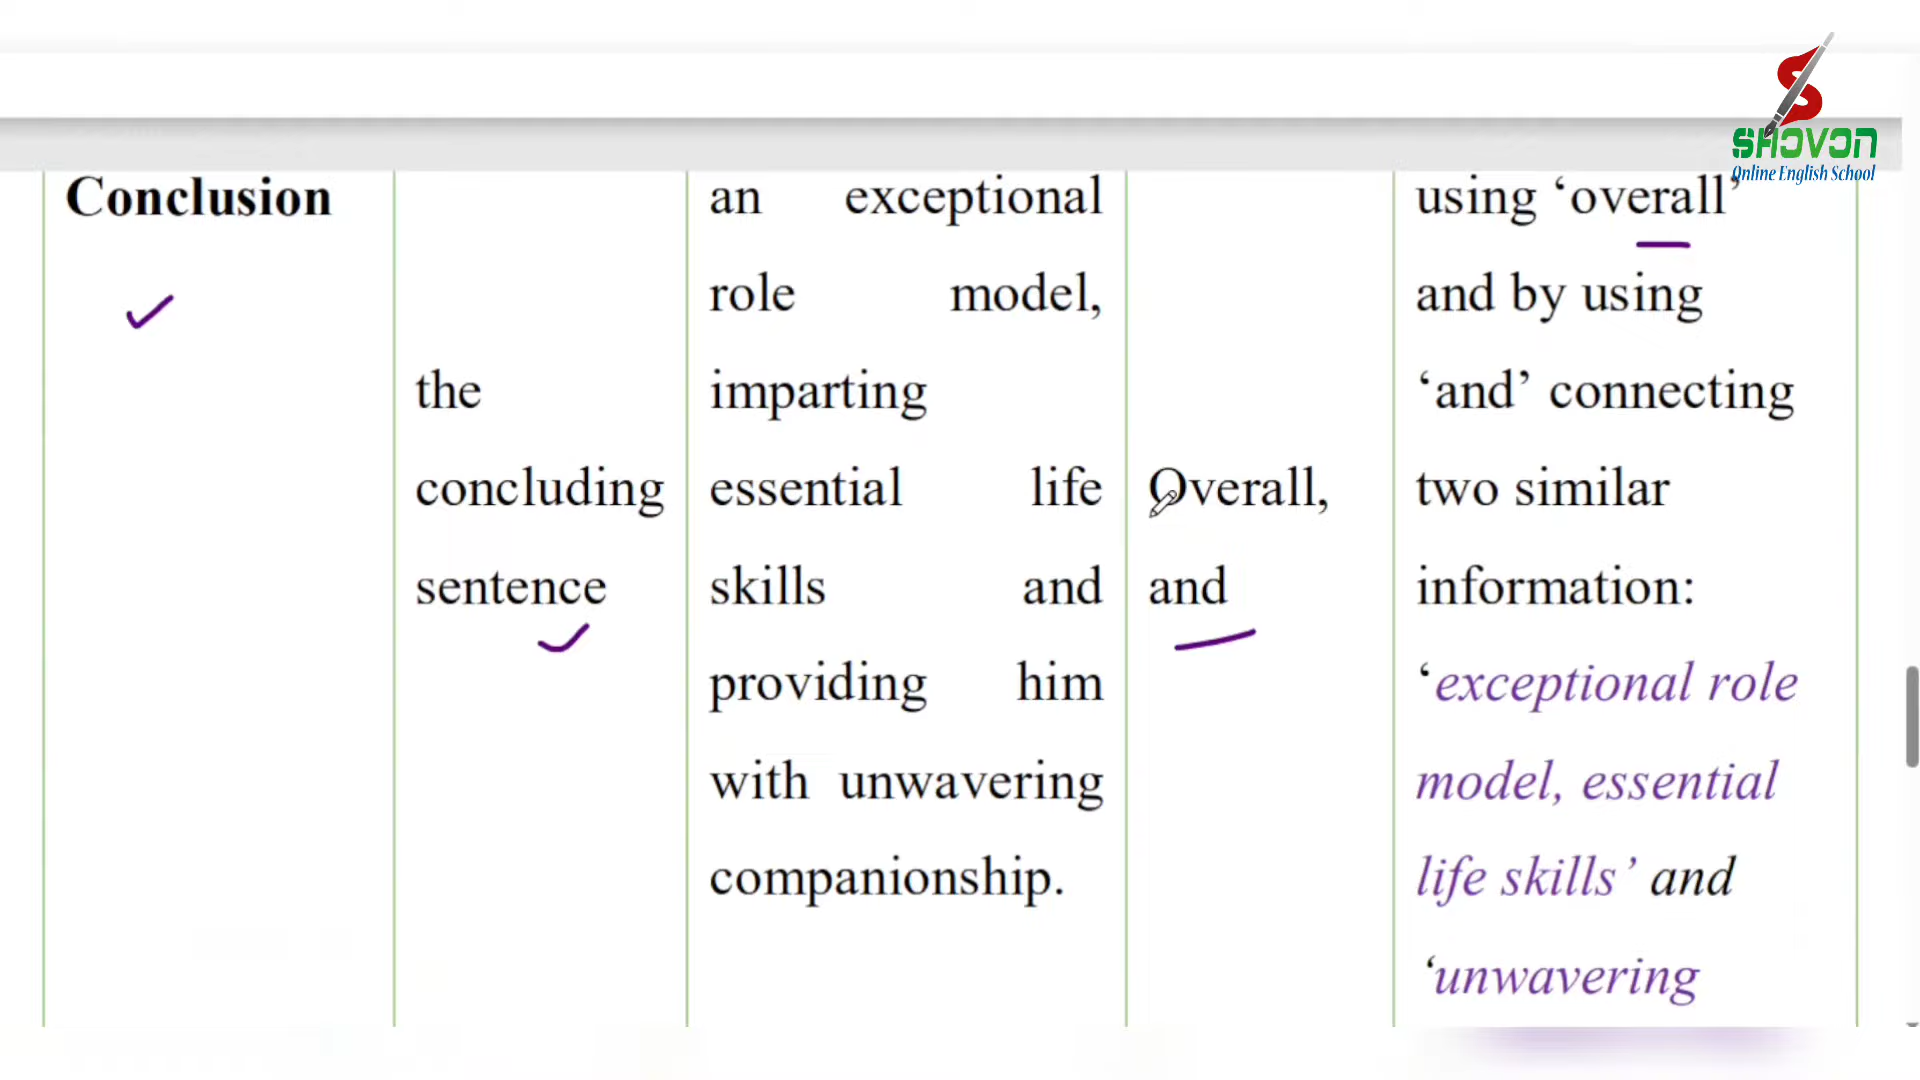 SHOVON
Online English School
Conclusion
the
concluding
sentence
an exceptional
role model,
imparting
essential life
skills and
providing him
with unwavering
companionship.
Overall,
and
using ‘overall’
and by using
‘and’ connecting
two similar
information:
‘exceptional role
model, essential
life skills’ and
‘unwavering